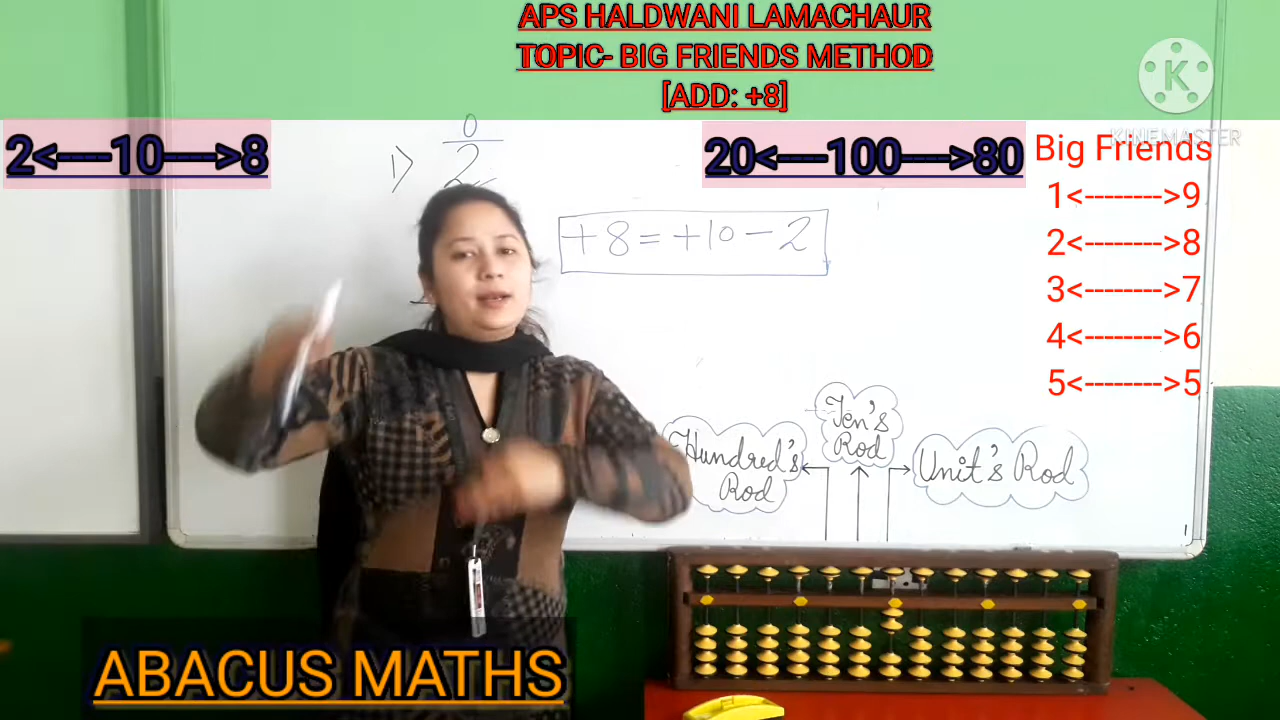 APS HALDWANI LAMACHAUR
TOPIC- BIG FRIENDS METHOD
[ADD: +8]
K
KINEMASTER
2<----10---->8
20<----100---->80
0
1) 2
+8=+10-2
Big Friends
1<-------->9
2<-------->8
3<-------->7
4<-------->6
5<-------->5
Hundred's
Rod
Ten's
Rod
Unit's Rod
ABACUS MATHS